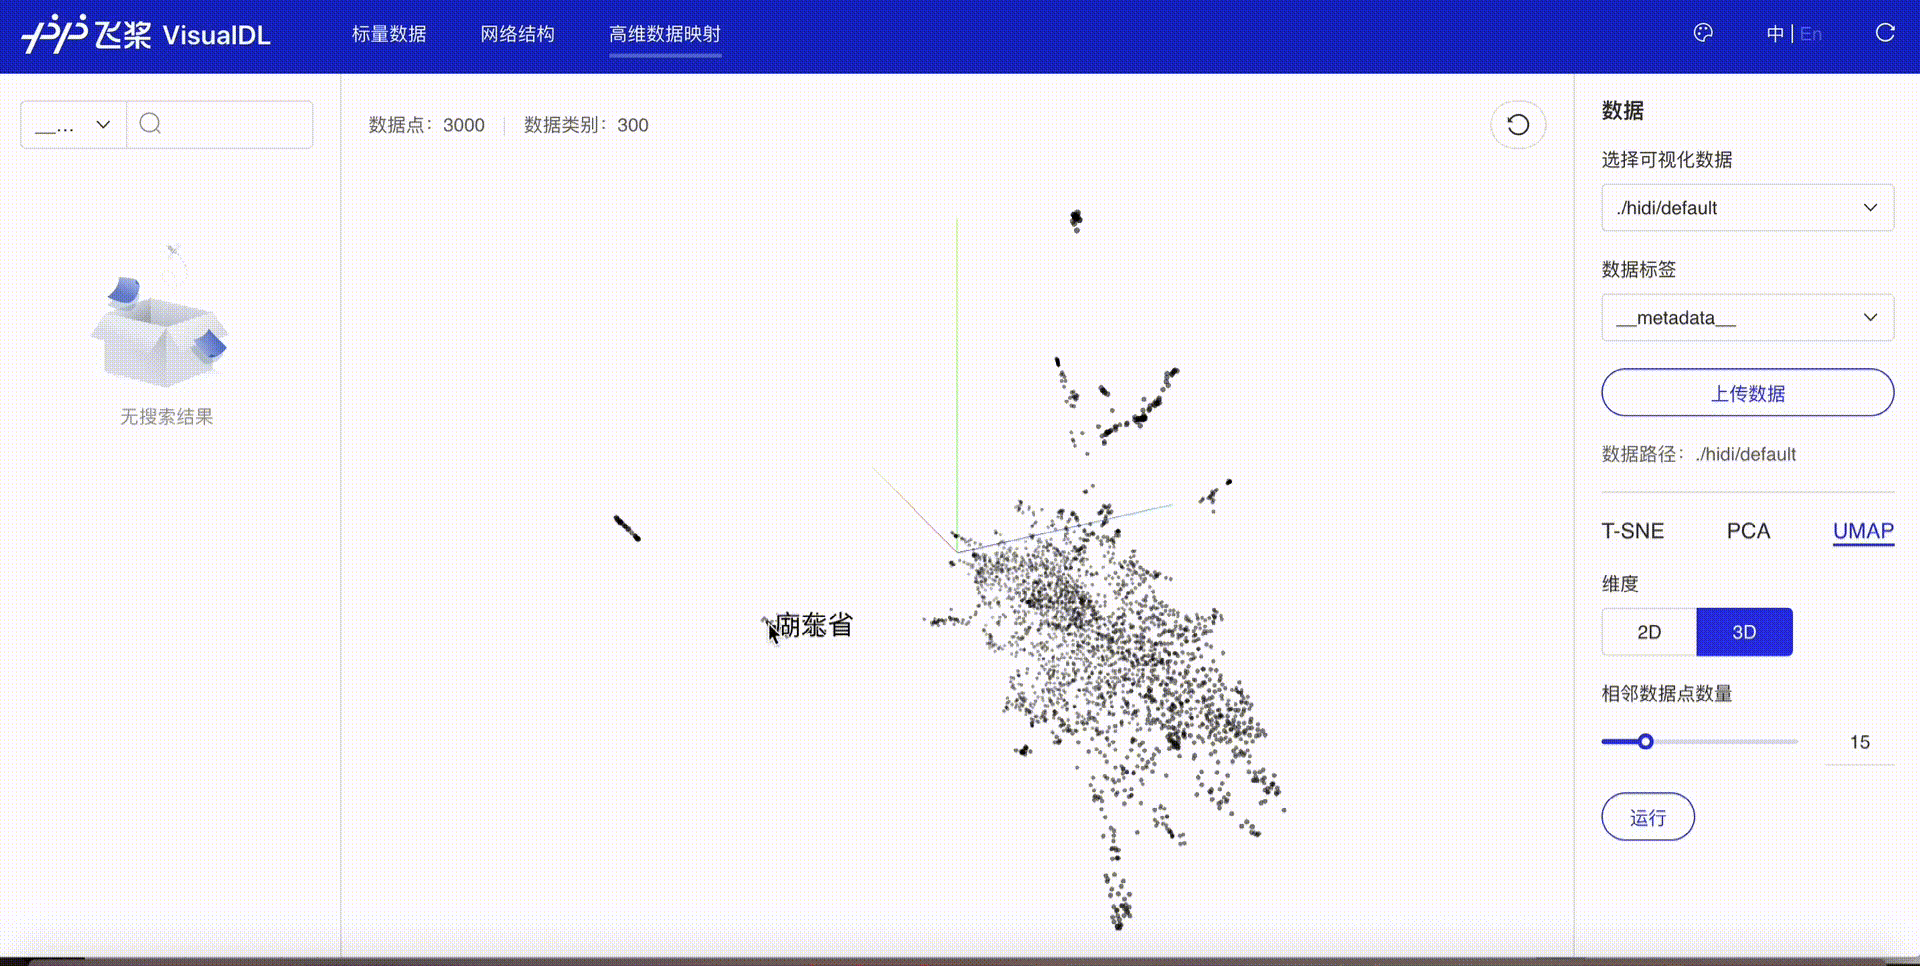 飞桨 VisualDL
标量数据
网络结构
高维数据映射
中 | En
__...
数据点：3000
数据类别：300
无搜索结果
数据
选择可视化数据
./hidi/default
数据标签
__metadata__
上传数据
数据路径：./hidi/default
T-SNE
PCA
UMAP
维度
2D
3D
相邻数据点数量
15
运行